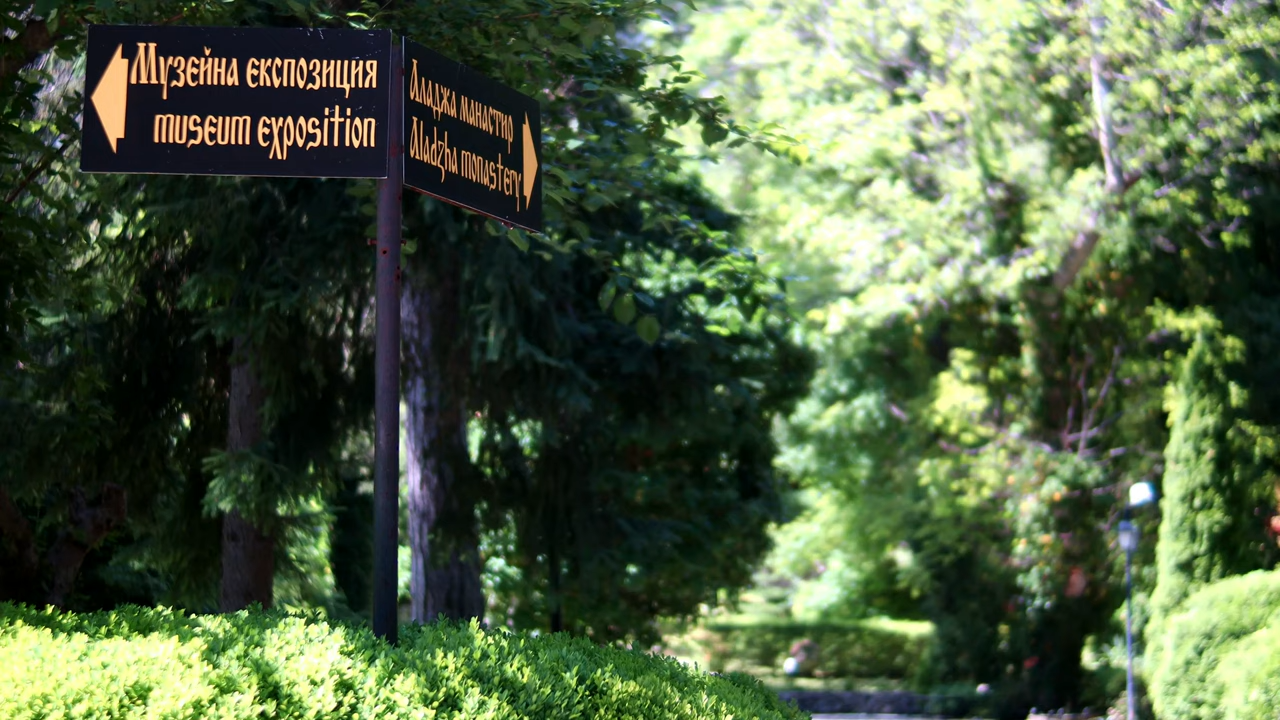 Музейна експозиция
museum exposition
Аладжа манастир
Aladzha monastery